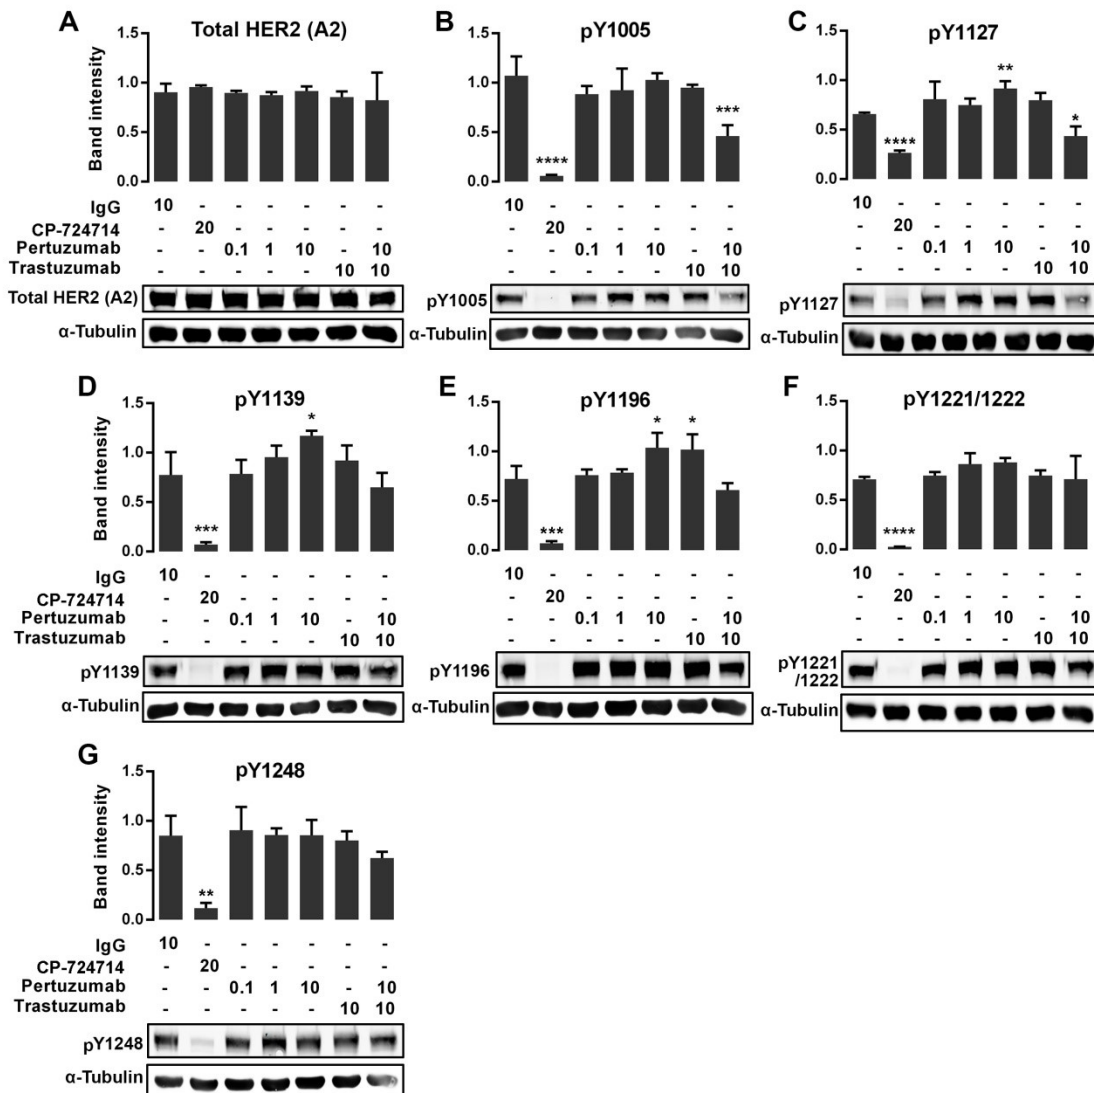 A
Total HER2 (A2)
Band intensity
1.5
1.0
0.5
0.0
IgG 10 - - - - - -
CP-724714 - 20 - - - - -
Pertuzumab - - 0.1 1 10 - 10
Trastuzumab - - - - - 10 10
Total HER2 (A2)
α-Tubulin
B
pY1005
1.5
1.0
0.5
0.0
**** ***
10 - - - - - -
- 20 - - - - -
- - 0.1 1 10 - 10
- - - - - 10 10
pY1005
α-Tubulin
C
pY1127
1.5
1.0
0.5
0.0
**** ** *
10 - - - - - -
- 20 - - - - -
- - 0.1 1 10 - 10
- - - - - 10 10
pY1127
α-Tubulin
D
pY1139
Band intensity
1.5
1.0
0.5
0.0
*** *
IgG 10 - - - - - -
CP-724714 - 20 - - - - -
Pertuzumab - - 0.1 1 10 - 10
Trastuzumab - - - - - 10 10
pY1139
α-Tubulin
E
pY1196
1.5
1.0
0.5
0.0
*** * *
10 - - - - - -
- 20 - - - - -
- - 0.1 1 10 - 10
- - - - - 10 10
pY1196
α-Tubulin
F
pY1221/1222
1.5
1.0
0.5
0.0
****
10 - - - - - -
- 20 - - - - -
- - 0.1 1 10 - 10
- - - - - 10 10
pY1221
/1222
α-Tubulin
G
pY1248
Band intensity
1.5
1.0
0.5
0.0
**
IgG 10 - - - - - -
CP-724714 - 20 - - - - -
Pertuzumab - - 0.1 1 10 - 10
Trastuzumab - - - - - 10 10
pY1248
α-Tubulin